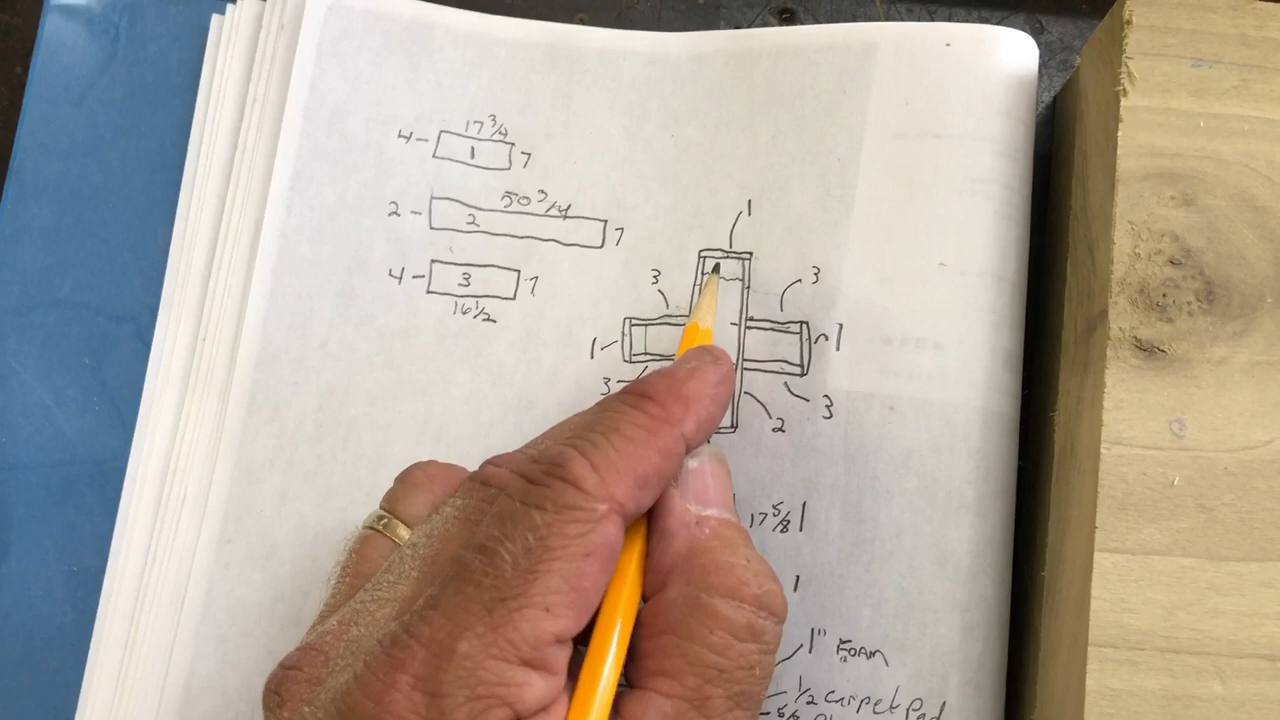 17 3/4
4 - 1 7
50 3/4
2 - 2 7
4 - 3 7
16 1/2
1
3 3
1 1
3 3
2
17 5/8
1
1" FOAM
1/2 carpet Pad